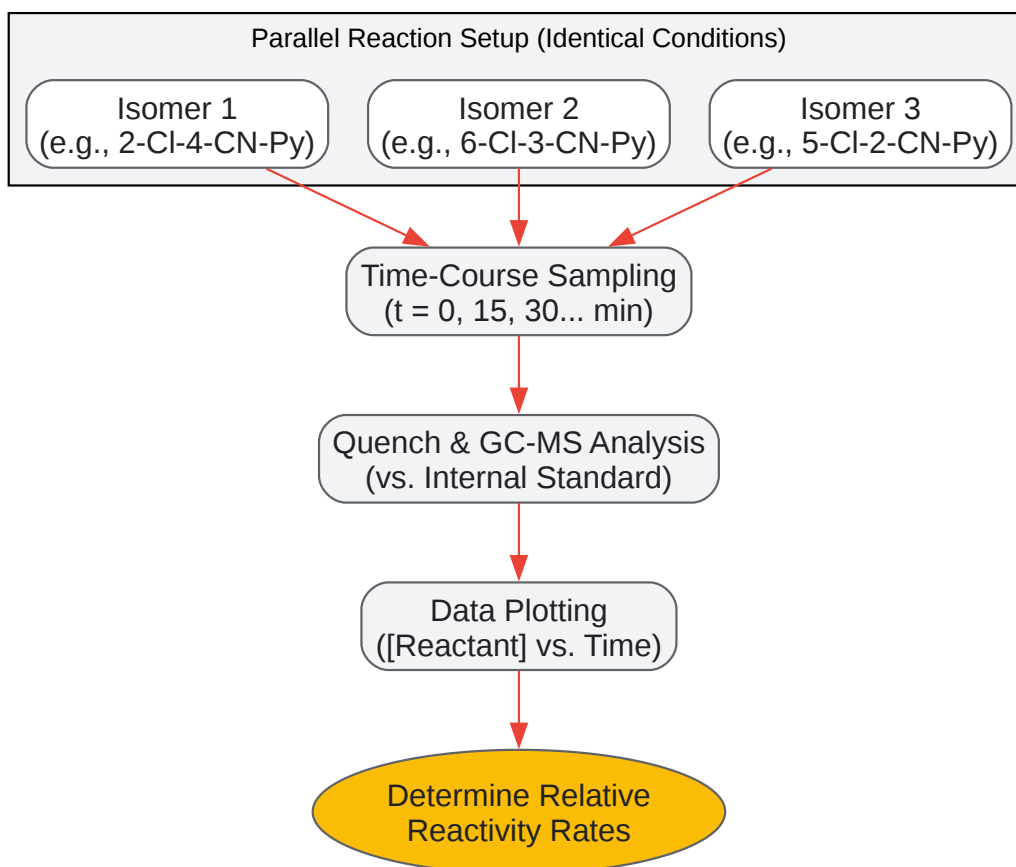 Parallel Reaction Setup (Identical Conditions)
Isomer 1
(e.g., 2-Cl-4-CN-Py)
Isomer 2
(e.g., 6-Cl-3-CN-Py)
Isomer 3
(e.g., 5-Cl-2-CN-Py)
Time-Course Sampling
(t = 0, 15, 30... min)
Quench & GC-MS Analysis
(vs. Internal Standard)
Data Plotting
([Reactant] vs. Time)
Determine Relative
Reactivity Rates